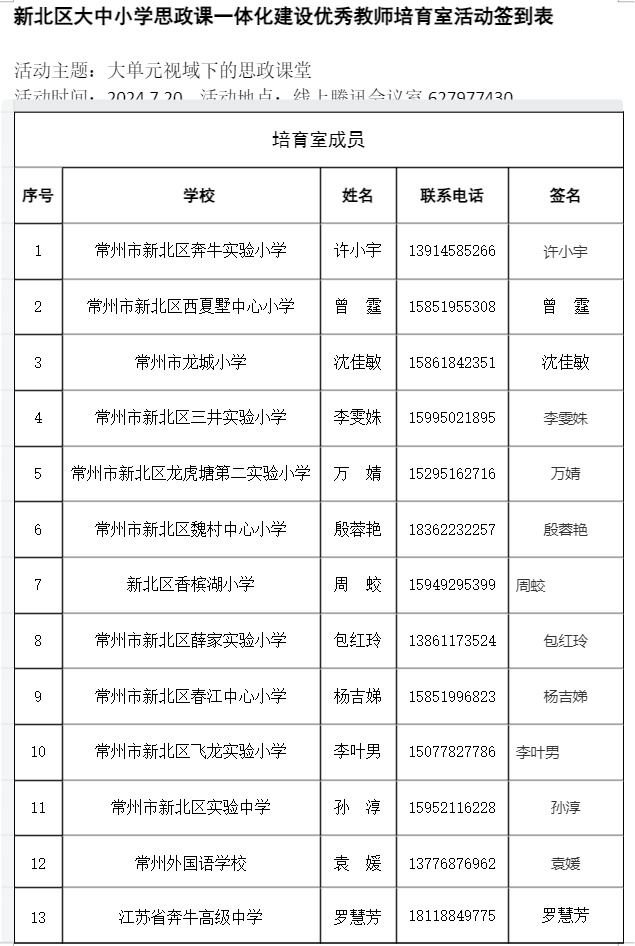 新北区大中小学思政课一体化建设优秀教师培育室活动签到表
活动主题：大单元视域下的思政课堂
活动时间：2024.7.20 活动地点：线上腾讯会议室 627977430
培育室成员
序号 学校 姓名 联系电话 签名
1 常州市新北区奔牛实验小学 许小宇 13914585266 许小宇
2 常州市新北区西夏墅中心小学 曾 霆 15851955308 曾 霆
3 常州市龙城小学 沈佳敏 15861842351 沈佳敏
4 常州市新北区三井实验小学 李雯姝 15995021895 李雯姝
5 常州市新北区龙虎塘第二实验小学 万 婧 15295162716 万婧
6 常州市新北区魏村中心小学 殷蓉艳 18362232257 殷蓉艳
7 新北区香槟湖小学 周 蛟 15949295399 周蛟
8 常州市新北区薛家实验小学 包红玲 13861173524 包红玲
9 常州市新北区春江中心小学 杨吉娣 15851996823 杨吉娣
10 常州市新北区飞龙实验小学 李叶男 15077827786 李叶男
11 常州市新北区实验中学 孙 淳 15952116228 孙淳
12 常州外国语学校 袁 媛 13776876962 袁媛
13 江苏省奔牛高级中学 罗慧芳 18118849775 罗慧芳